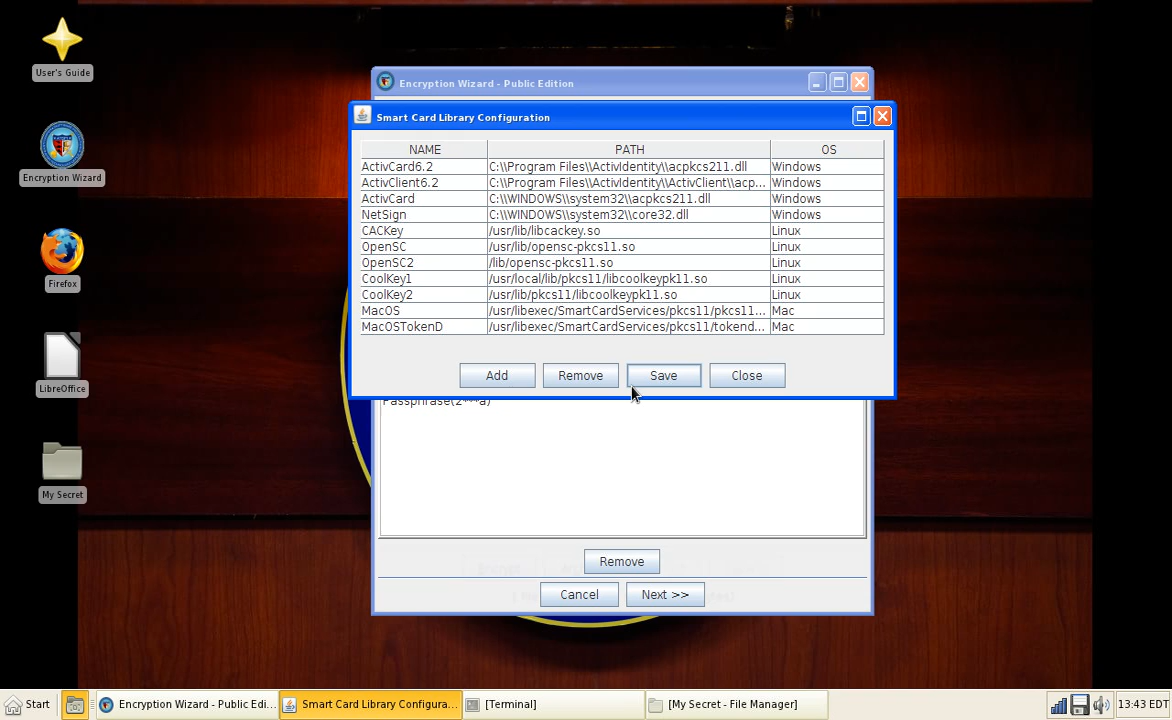 User's Guide
Encryption Wizard
Firefox
LibreOffice
My Secret
Encryption Wizard - Public Edition
Smart Card Library Configuration
NAME PATH OS
ActivCard6.2 C:\\Program Files\\ActivIdentity\\acpkcs211.dll Windows
ActivClient6.2 C:\\Program Files\\ActivIdentity\\ActivClient\\acp... Windows
ActivCard C:\\WINDOWS\\system32\\acpkcs211.dll Windows
NetSign C:\\WINDOWS\\system32\\core32.dll Windows
CACKey /usr/lib/libcackey.so Linux
OpenSC /usr/lib/opensc-pkcs11.so Linux
OpenSC2 /lib/opensc-pkcs11.so Linux
CoolKey1 /usr/local/lib/pkcs11/libcoolkeypk11.so Linux
CoolKey2 /usr/lib/pkcs11/libcoolkeypk11.so Linux
MacOS /usr/libexec/SmartCardServices/pkcs11/pkcs11... Mac
MacOSTokenD /usr/libexec/SmartCardServices/pkcs11/tokend... Mac
Add Remove Save Close
Passphrase(2***a)
Remove
Cancel Next >>
Start Encryption Wizard - Public Edi... Smart Card Library Configura... [Terminal] [My Secret - File Manager] 13:43 EDT